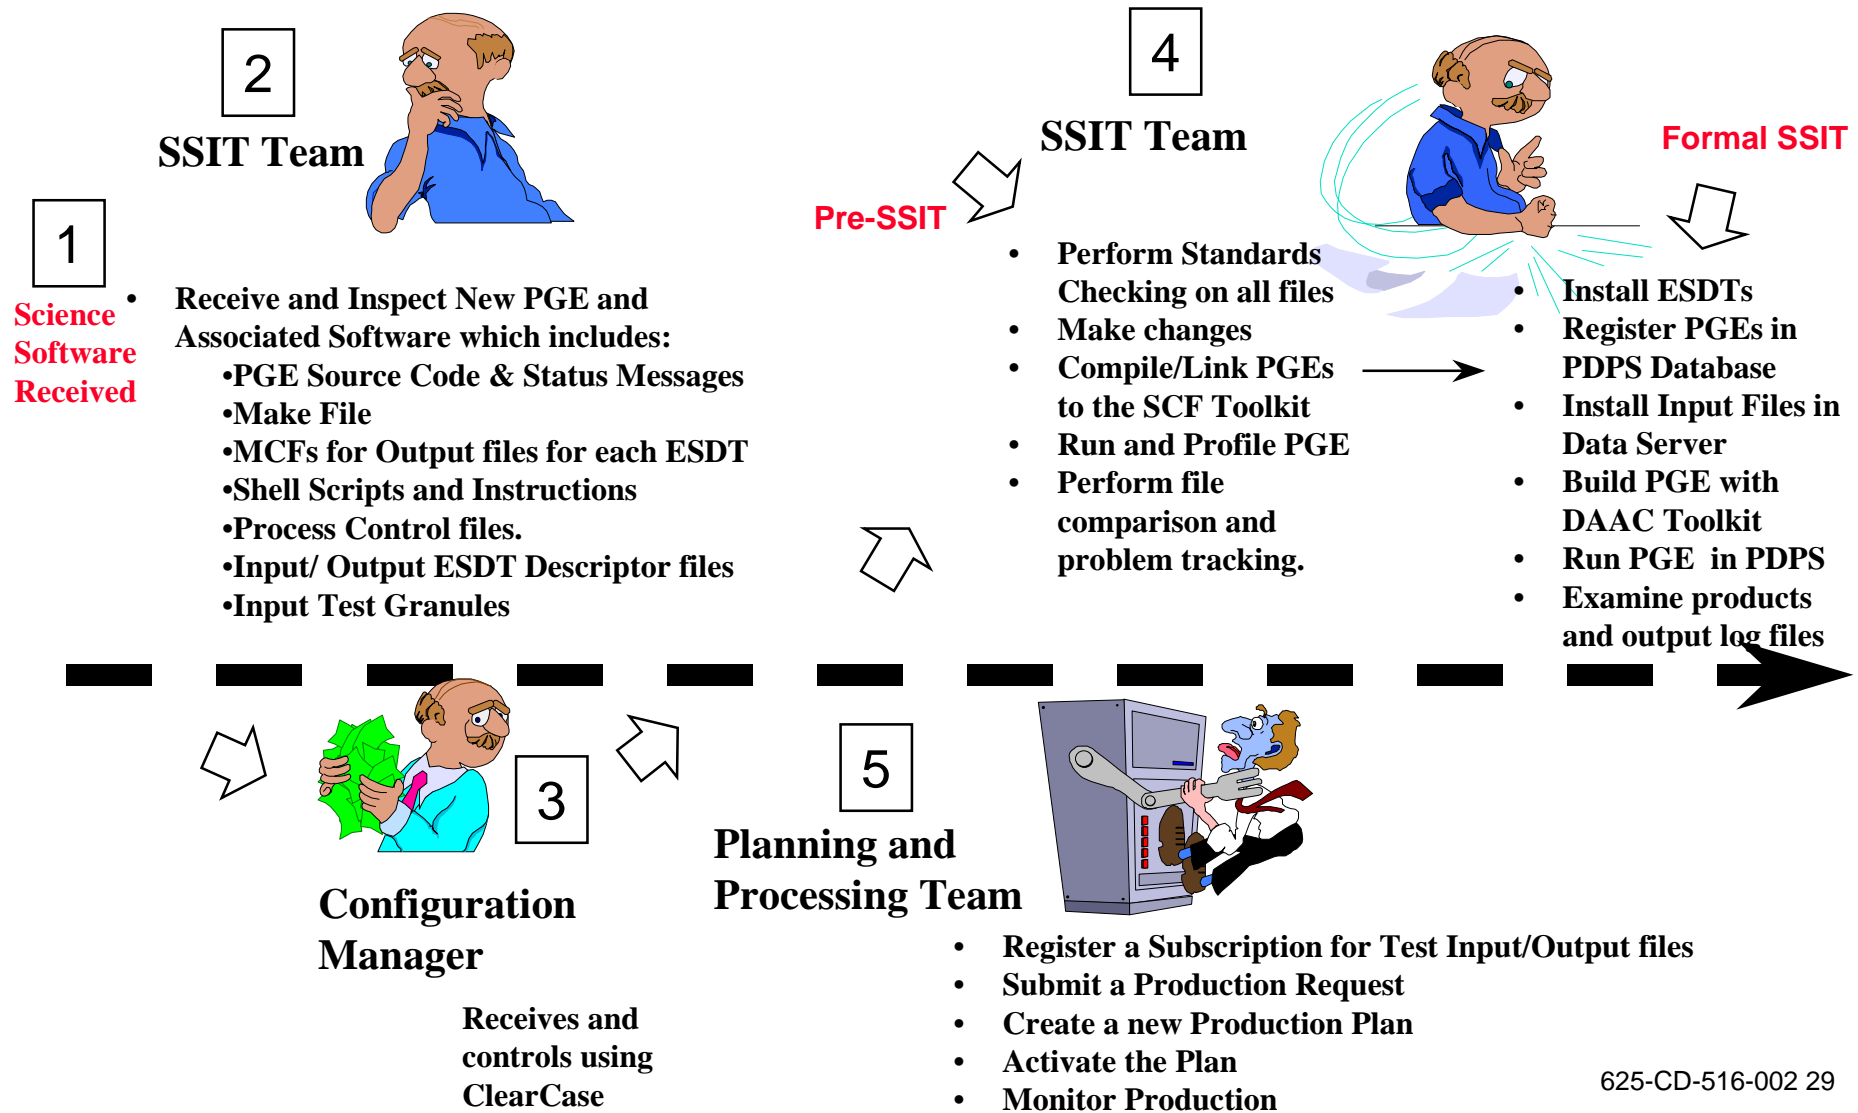 1
Science
Software
Received
2
SSIT Team
• Receive and Inspect New PGE and
Associated Software which includes:
•PGE Source Code & Status Messages
•Make File
•MCFs for Output files for each ESDT
•Shell Scripts and Instructions
•Process Control files.
•Input/ Output ESDT Descriptor files
•Input Test Granules
3
Configuration
Manager
Receives and
controls using
ClearCase
Pre-SSIT
4
SSIT Team
• Perform Standards
Checking on all files
• Make changes
• Compile/Link PGEs
to the SCF Toolkit
• Run and Profile PGE
• Perform file
comparison and
problem tracking.
Formal SSIT
• Install ESDTs
• Register PGEs in
PDPS Database
• Install Input Files in
Data Server
• Build PGE with
DAAC Toolkit
• Run PGE in PDPS
• Examine products
and output log files
5
Planning and
Processing Team
• Register a Subscription for Test Input/Output files
• Submit a Production Request
• Create a new Production Plan
• Activate the Plan
• Monitor Production
625-CD-516-002 29